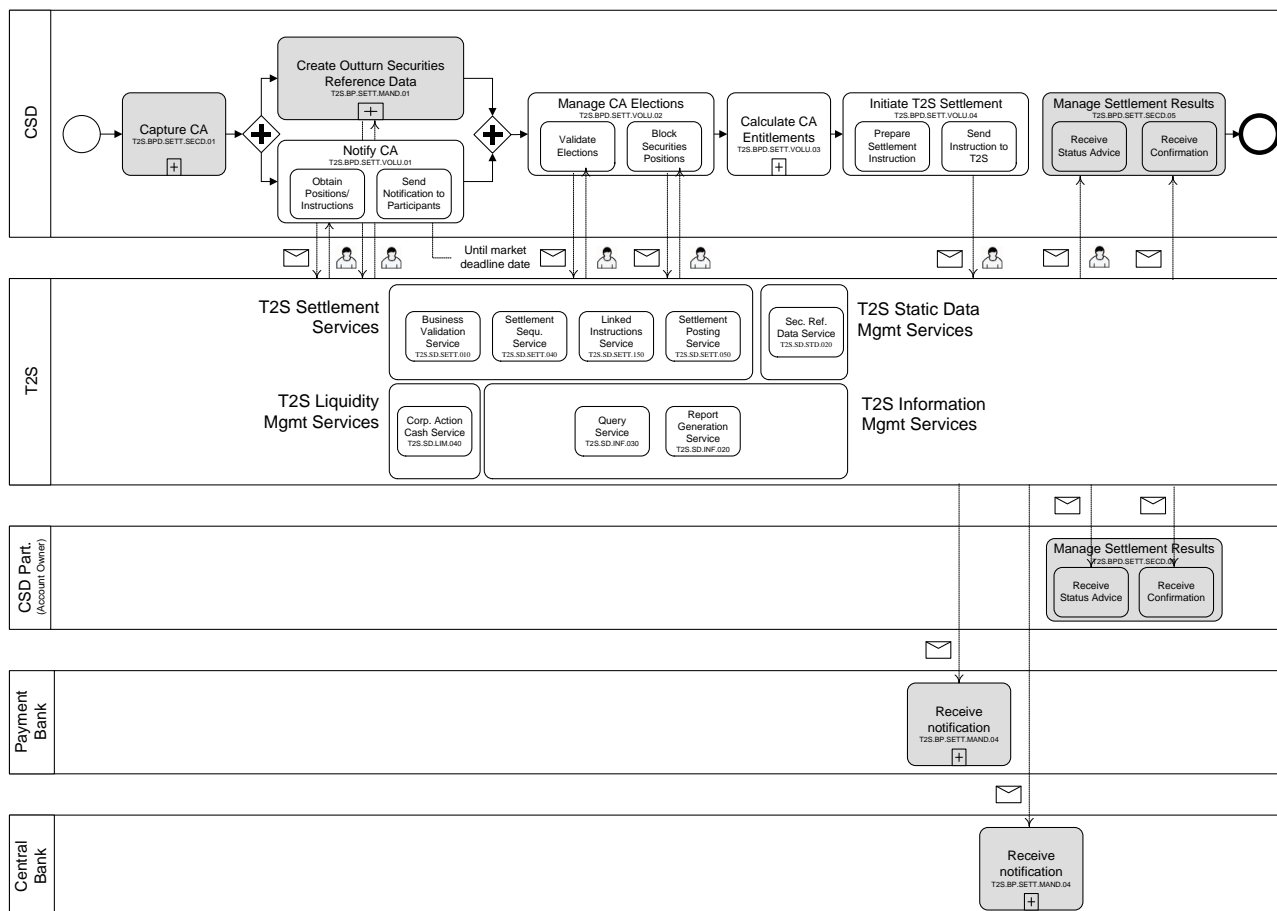 CSD
Capture CA
T2S.BPD.SETT.SECD.01
Create Outturn Securities
Reference Data
T2S.BP.SETT.MAND.01
Notify CA
T2S.BPD.SETT.VOLU.01
Obtain
Positions/
Instructions
Send
Notification to
Participants
Manage CA Elections
T2S.BPD.SETT.VOLU.02
Validate
Elections
Block
Securities
Positions
Calculate CA
Entitlements
T2S.BPD.SETT.VOLU.03
Initiate T2S Settlement
T2S.BPD.SETT.VOLU.04
Prepare
Settlement
Instruction
Send
Instruction to
T2S
Manage Settlement Results
T2S.BPD.SETT.SECD.05
Receive
Status Advice
Receive
Confirmation
Until market
deadline date
T2S
T2S Settlement
Services
Business
Validation
Service
T2S.SD.SETT.010
Settlement
Sequ.
Service
T2S.SD.SETT.040
Linked
Instructions
Service
T2S.SD.SETT.150
Settlement
Posting
Service
T2S.SD.SETT.050
Sec. Ref.
Data Service
T2S.SD.STD.020
T2S Static Data
Mgmt Services
T2S Liquidity
Mgmt Services
Corp. Action
Cash Service
T2S.SD.LIM.040
Query
Service
T2S.SD.INF.030
Report
Generation
Service
T2S.SD.INF.020
T2S Information
Mgmt Services
CSD Part.
(Account Owner)
Manage Settlement Results
Receive
Status Advice
Receive
Confirmation
Payment
Bank
Receive
notification
T2S.BP.SETT.MAND.04
Central
Bank
Receive
notification
T2S.BP.SETT.MAND.04